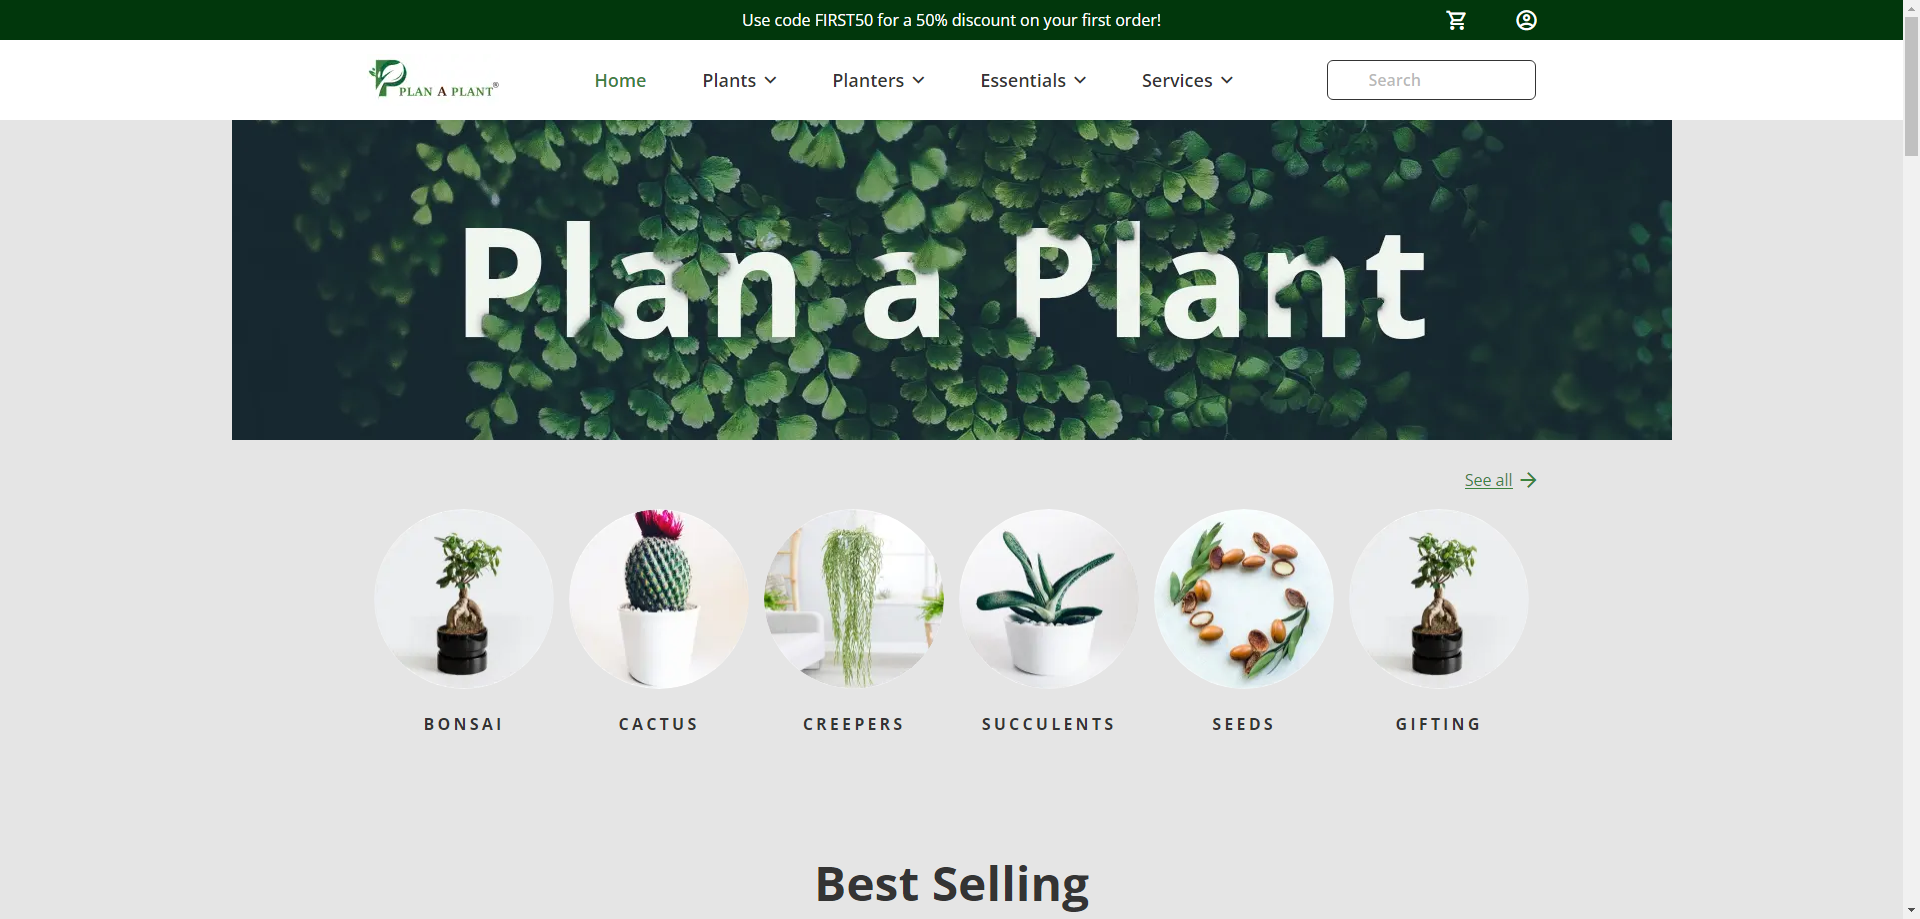 Use code FIRST50 for a 50% discount on your first order!
PLAN A PLANT®
Home
Plants
Planters
Essentials
Services
Search
Plan a Plant
See all
BONSAI
CACTUS
CREEPERS
SUCCULENTS
SEEDS
GIFTING
Best Selling